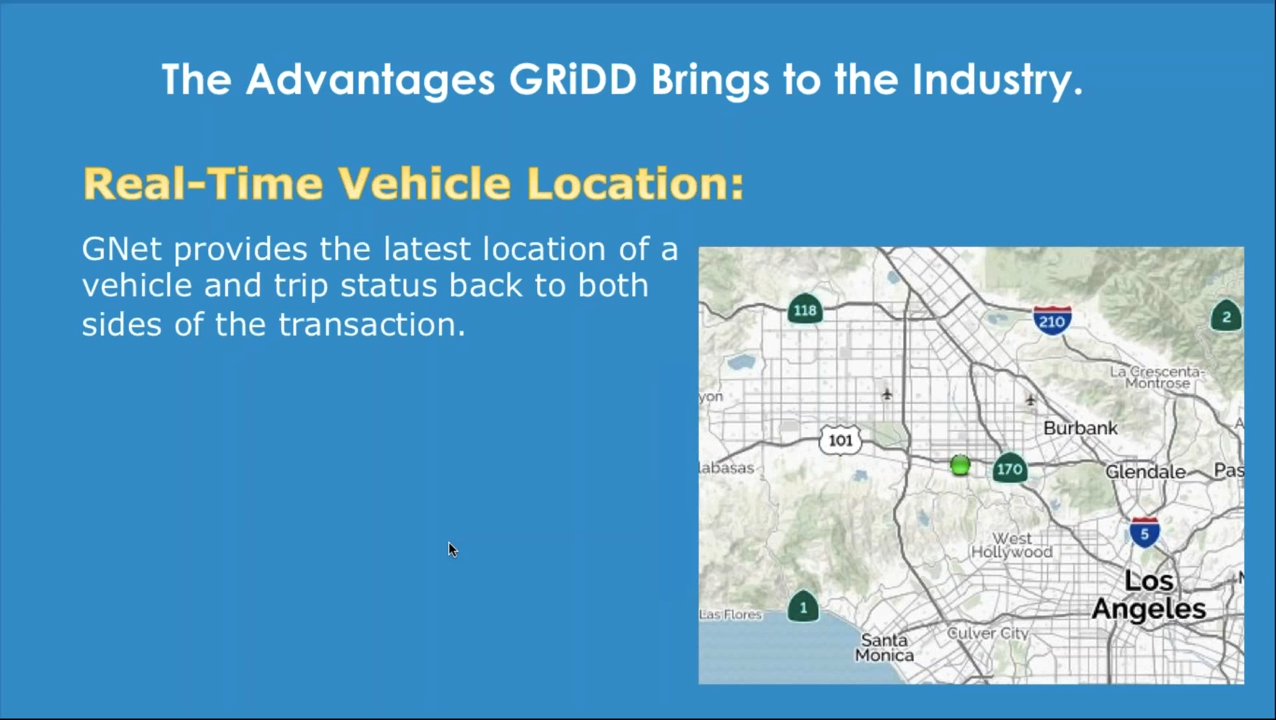 The Advantages GRiDD Brings to the Industry.
Real-Time Vehicle Location:
GNet provides the latest location of a
vehicle and trip status back to both
sides of the transaction.
118
210
2
La Crescenta-
Montrose
yon
Burbank
101
labasas
170
Glendale
Pas
5
West
Hollywood
Los
Angeles
1
Las Flores
Culver City
Santa
Monica